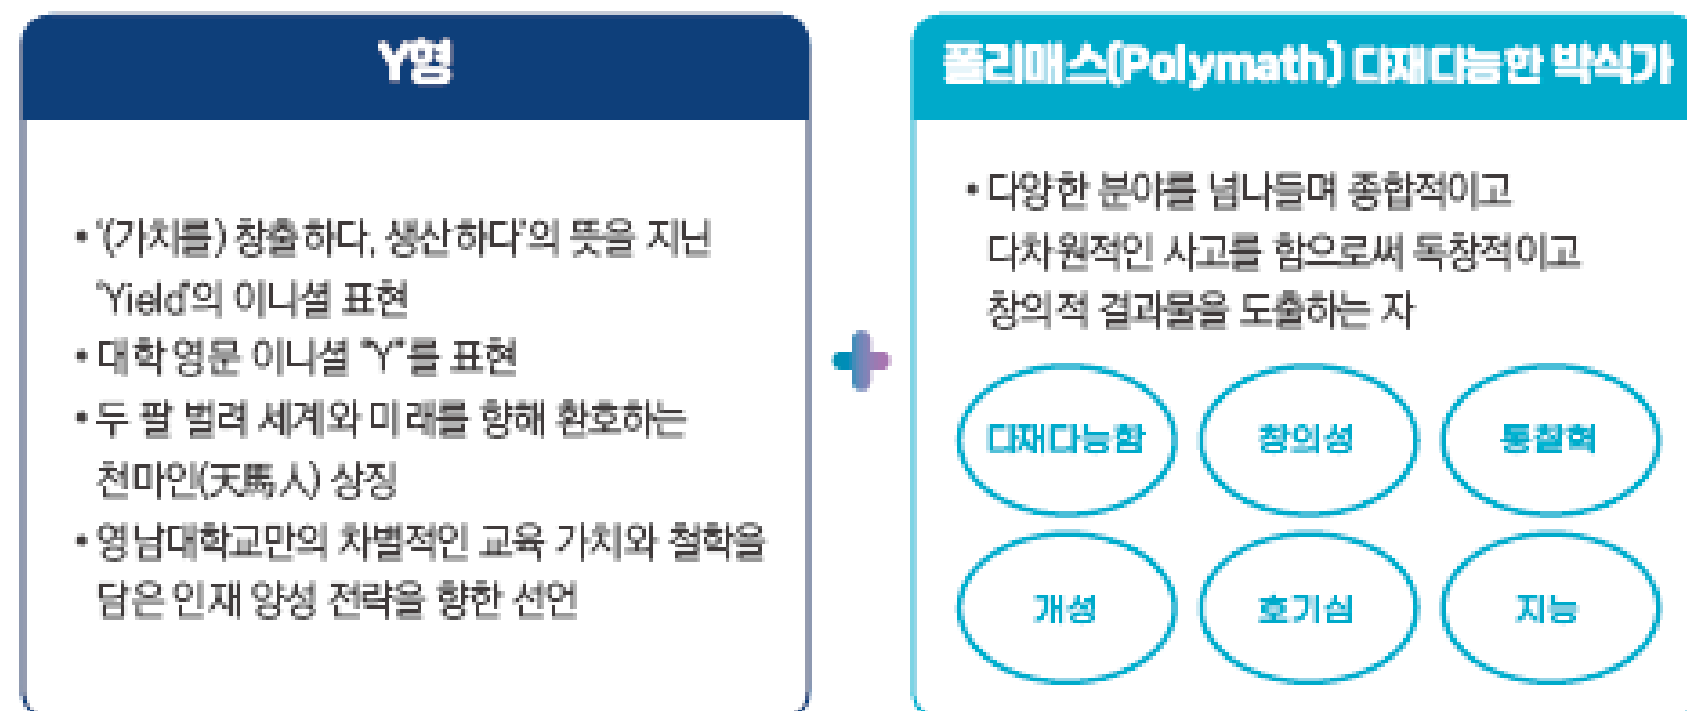 Y형
• '(가치를) 창출하다, 생산하다'의 뜻을 지닌
'Yield'의 이니셜 표현
• 대학 영문 이니셜 "Y"를 표현
• 두 팔 벌려 세계와 미래를 향해 환호하는
천마인(天馬人) 상징
• 영남대학교만의 차별적인 교육 가치와 철학을
담은 인재 양성 전략을 향한 선언
폴리매스(Polymath) 다재다능한 박식가
• 다양한 분야를 넘나들며 종합적이고
다차원적인 사고를 함으로써 독창적이고
창의적 결과물을 도출하는 자
다재다능함 창의성 통찰혁
개성 호기심 지능